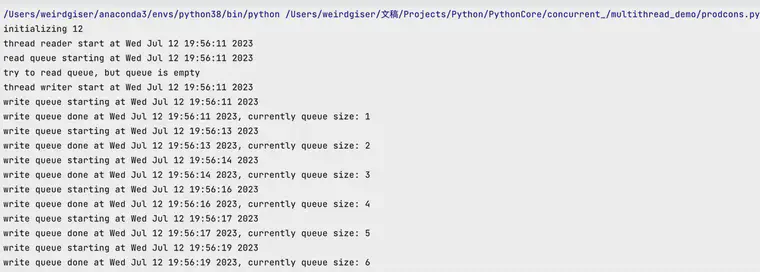 /Users/weirdgiser/anaconda3/envs/python38/bin/python /Users/weirdgiser/文稿/Projects/Python/PythonCore/concurrent_/multithread_demo/prodcons.py
initializing 12
thread reader start at Wed Jul 12 19:56:11 2023
read queue starting at Wed Jul 12 19:56:11 2023
try to read queue, but queue is empty
thread writer start at Wed Jul 12 19:56:11 2023
write queue starting at Wed Jul 12 19:56:11 2023
write queue done at Wed Jul 12 19:56:11 2023, currently queue size: 1
write queue starting at Wed Jul 12 19:56:13 2023
write queue done at Wed Jul 12 19:56:13 2023, currently queue size: 2
write queue starting at Wed Jul 12 19:56:14 2023
write queue done at Wed Jul 12 19:56:14 2023, currently queue size: 3
write queue starting at Wed Jul 12 19:56:16 2023
write queue done at Wed Jul 12 19:56:16 2023, currently queue size: 4
write queue starting at Wed Jul 12 19:56:17 2023
write queue done at Wed Jul 12 19:56:17 2023, currently queue size: 5
write queue starting at Wed Jul 12 19:56:19 2023
write queue done at Wed Jul 12 19:56:19 2023, currently queue size: 6